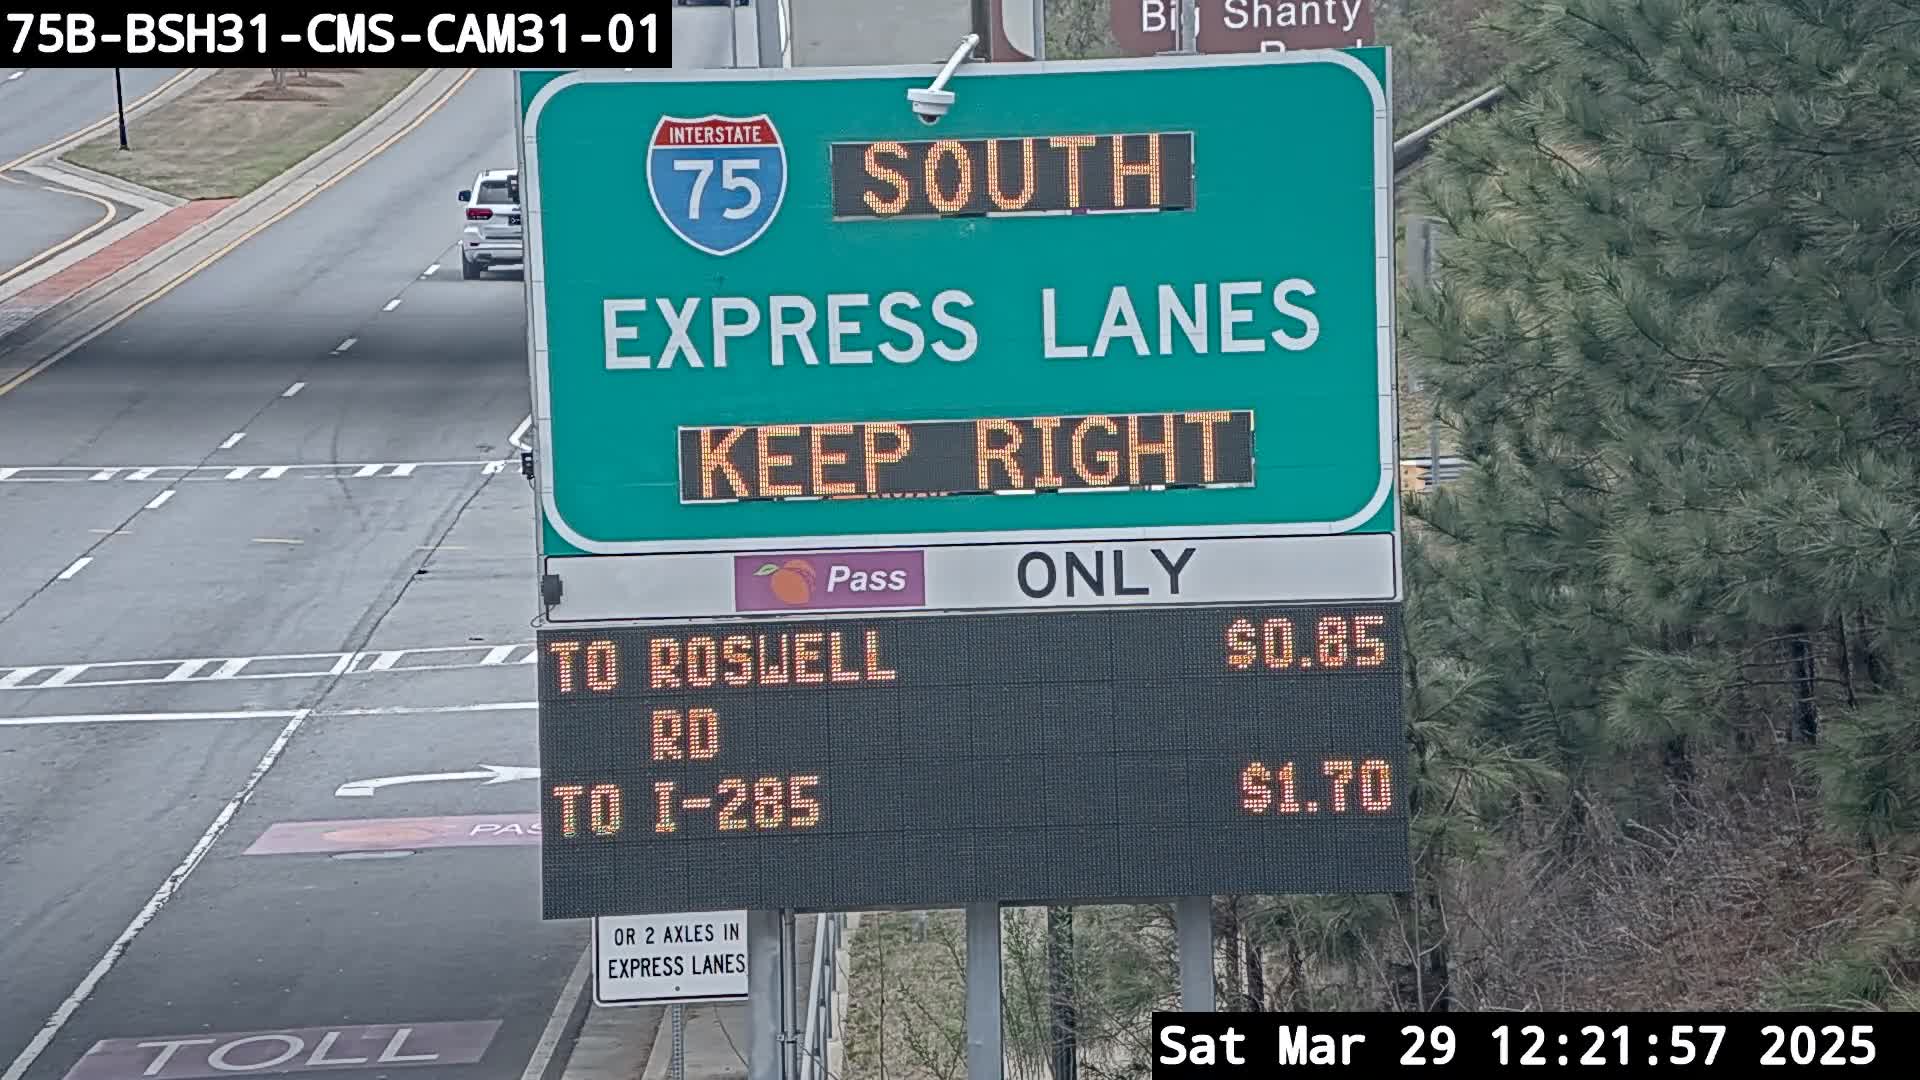 75B-BSH31-CMS-CAM31-01
Big Shanty
INTERSTATE
75
SOUTH
EXPRESS LANES
KEEP RIGHT
Pass
ONLY
TO ROSWELL $0.85
RD
TO I-285 $1.70
OR 2 AXLES IN
EXPRESS LANES
TOLL
Sat Mar 29 12:21:57 2025